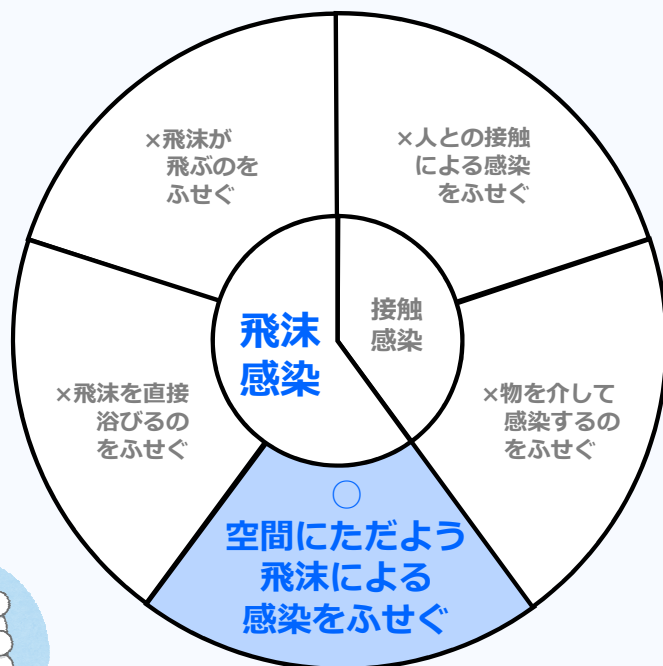 ×飛沫が
飛ぶのを
ふせぐ
×人との接触
による感染
をふせぐ
飛沫
感染
接触
感染
×飛沫を直接
浴びるの
をふせぐ
×物を介して
感染するの
をふせぐ
○
空間にただよう
飛沫による
感染をふせぐ